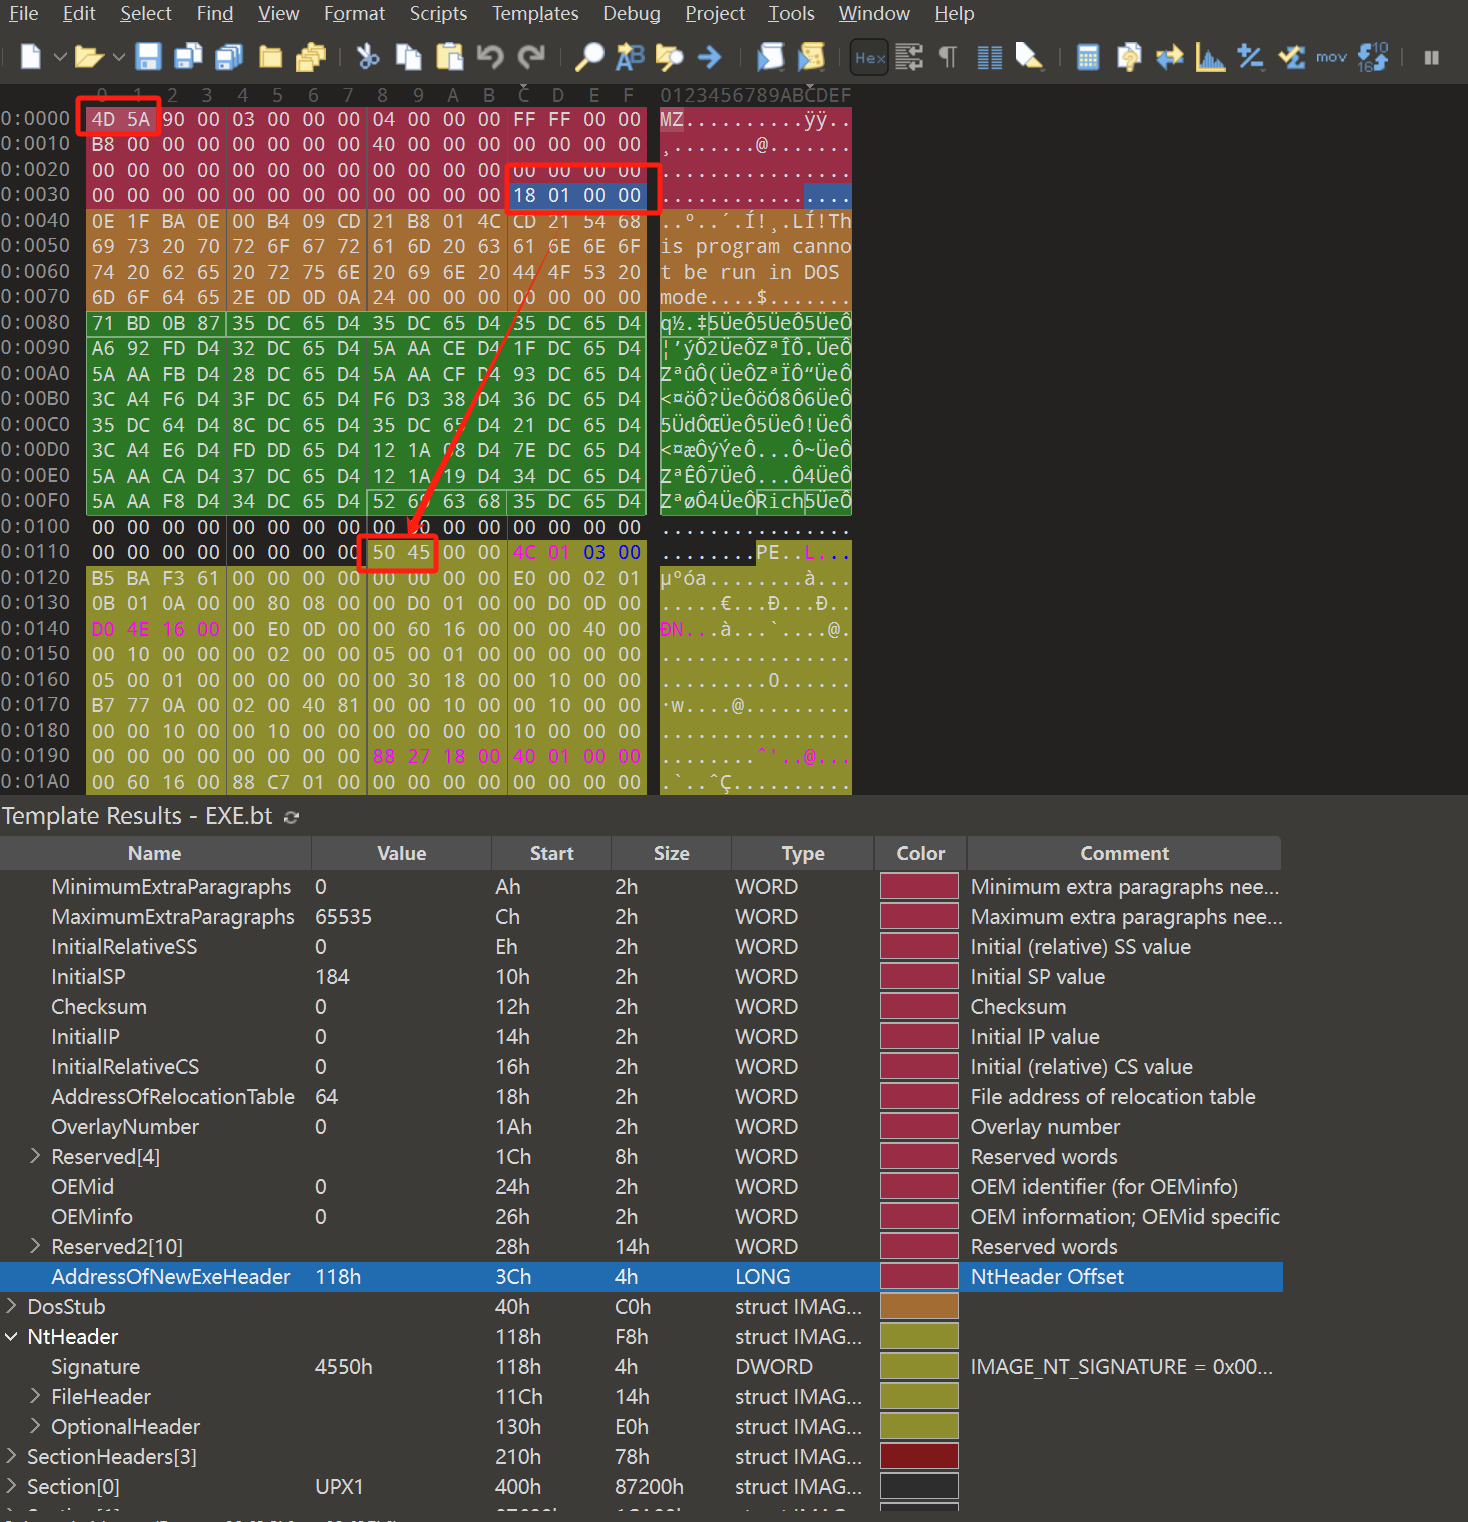 File Edit Select Find View Format Scripts Templates Debug Project Tools Window Help
Hex mov 10 16
0 1 2 3 4 5 6 7 8 9 A B C D E F 0123456789ABCDEF
0:0000 4D 5A 90 00 03 00 00 00 04 00 00 00 FF FF 00 00 MZ..........ÿÿ..
0:0010 B8 00 00 00 00 00 00 00 40 00 00 00 00 00 00 00 ¸.......@.......
0:0020 00 00 00 00 00 00 00 00 00 00 00 00 00 00 00 00 ................
0:0030 00 00 00 00 00 00 00 00 00 00 00 00 18 01 00 00 ................
0:0040 0E 1F BA 0E 00 B4 09 CD 21 B8 01 4C CD 21 54 68 ..º..´.Í!¸.LÍ!Th
0:0050 69 73 20 70 72 6F 67 72 61 6D 20 63 61 6E 6E 6F is program canno
0:0060 74 20 62 65 20 72 75 6E 20 69 6E 20 44 4F 53 20 t be run in DOS
0:0070 6D 6F 64 65 2E 0D 0D 0A 24 00 00 00 00 00 00 00 mode....$.......
0:0080 71 BD 0B 87 35 DC 65 D4 35 DC 65 D4 35 DC 65 D4 q½.‡5ÜeÔ5ÜeÔ5ÜeÔ
0:0090 A6 92 FD D4 32 DC 65 D4 5A AA CE D4 1F DC 65 D4 ¦’ýÔ2ÜeÔZªÎÔ.ÜeÔ
0:00A0 5A AA FB D4 28 DC 65 D4 5A AA CF D4 93 DC 65 D4 ZªûÔ(ÜeÔZªÏÔ“ÜeÔ
0:00B0 3C A4 F6 D4 3F DC 65 D4 F6 D3 38 D4 36 DC 65 D4 <¤öÔ?ÜeÔöÓ8Ô6ÜeÔ
0:00C0 35 DC 64 D4 8C DC 65 D4 35 DC 65 D4 21 DC 65 D4 5ÜdÔŒÜeÔ5ÜeÔ!ÜeÔ
0:00D0 3C A4 E6 D4 FD DD 65 D4 12 1A 08 D4 7E DC 65 D4 <¤æÔýÝeÔ...Ô~ÜeÔ
0:00E0 5A AA CA D4 37 DC 65 D4 12 1A 19 D4 34 DC 65 D4 ZªÊÔ7ÜeÔ...Ô4ÜeÔ
0:00F0 5A AA F8 D4 34 DC 65 D4 52 69 63 68 35 DC 65 D4 ZªøÔ4ÜeÔRich5ÜeÔ
0:0100 00 00 00 00 00 00 00 00 00 00 00 00 00 00 00 00 ................
0:0110 00 00 00 00 00 00 00 00 50 45 00 00 4C 01 03 00 ........PE..L...
0:0120 B5 BA F3 61 00 00 00 00 00 00 00 00 E0 00 02 01 µºóa........à...
0:0130 0B 01 0A 00 00 80 08 00 00 D0 01 00 00 D0 0D 00 .....€...Ð...Ð..
0:0140 D0 4E 16 00 00 E0 0D 00 00 60 16 00 00 00 40 00 ÐN...à...`....@.
0:0150 00 10 00 00 00 02 00 00 05 00 01 00 00 00 00 00 ................
0:0160 05 00 01 00 00 00 00 00 00 30 18 00 00 10 00 00 .........0......
0:0170 B7 77 0A 00 02 00 40 81 00 00 10 00 00 10 00 00 ·w....@.........
0:0180 00 00 10 00 00 10 00 00 00 00 00 00 10 00 00 00 ................
0:0190 00 00 00 00 00 00 00 00 88 27 18 00 40 01 00 00 ........ˆ'..@...
0:01A0 00 60 16 00 88 C7 01 00 00 00 00 00 00 00 00 00 .`..ˆÇ..........
Template Results - EXE.bt
Name Value Start Size Type Color Comment
MinimumExtraParagraphs 0 Ah 2h WORD Minimum extra paragraphs nee...
MaximumExtraParagraphs 65535 Ch 2h WORD Maximum extra paragraphs nee...
InitialRelativeSS 0 Eh 2h WORD Initial (relative) SS value
InitialSP 184 10h 2h WORD Initial SP value
Checksum 0 12h 2h WORD Checksum
InitialIP 0 14h 2h WORD Initial IP value
InitialRelativeCS 0 16h 2h WORD Initial (relative) CS value
AddressOfRelocationTable 64 18h 2h WORD File address of relocation table
OverlayNumber 0 1Ah 2h WORD Overlay number
Reserved[4] 1Ch 8h WORD Reserved words
OEMid 0 24h 2h WORD OEM identifier (for OEMinfo)
OEMinfo 0 26h 2h WORD OEM information; OEMid specific
Reserved2[10] 28h 14h WORD Reserved words
AddressOfNewExeHeader 118h 3Ch 4h LONG NtHeader Offset
DosStub 40h C0h struct IMAG...
NtHeader 118h F8h struct IMAG...
Signature 4550h 118h 4h DWORD IMAGE_NT_SIGNATURE = 0x00...
FileHeader 11Ch 14h struct IMAG...
OptionalHeader 130h E0h struct IMAG...
SectionHeaders[3] 210h 78h struct IMAG...
Section[0] UPX1 400h 87200h struct IMAG...